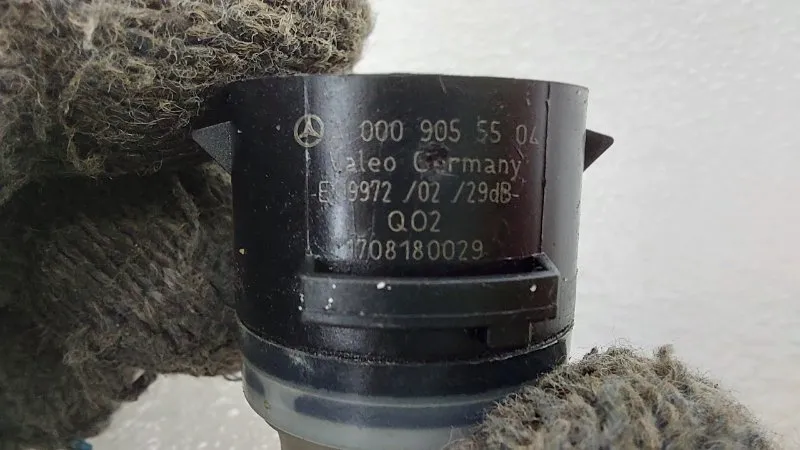 000 905 55 04
Valeo Germany
9972 /02 /29dB-
Q02
1708180029